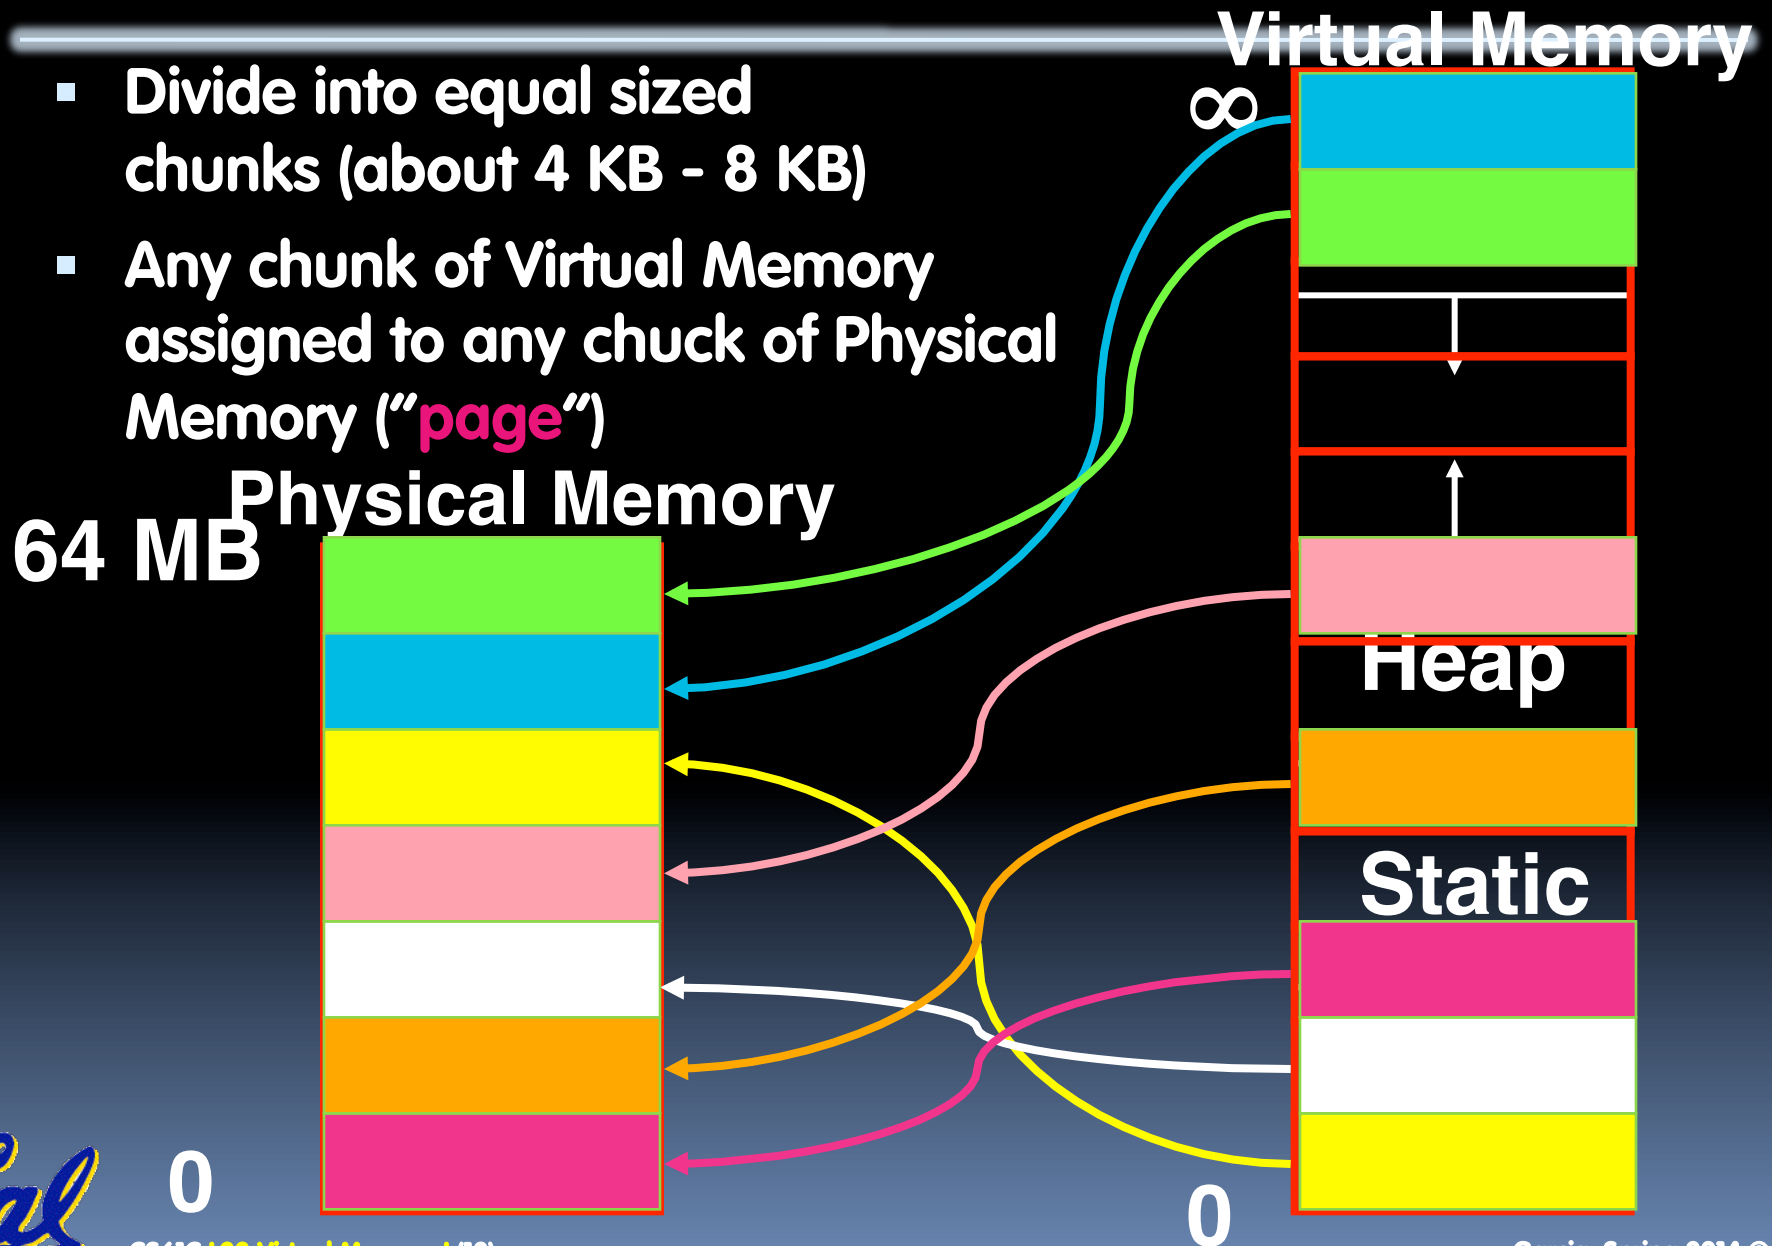 Virtual Memory
Divide into equal sized
chunks (about 4 KB - 8 KB)
∞
Any chunk of Virtual Memory
assigned to any chuck of Physical
Memory (“page”)
Physical Memory
64 MB
Heap
Static
0
0
Cal